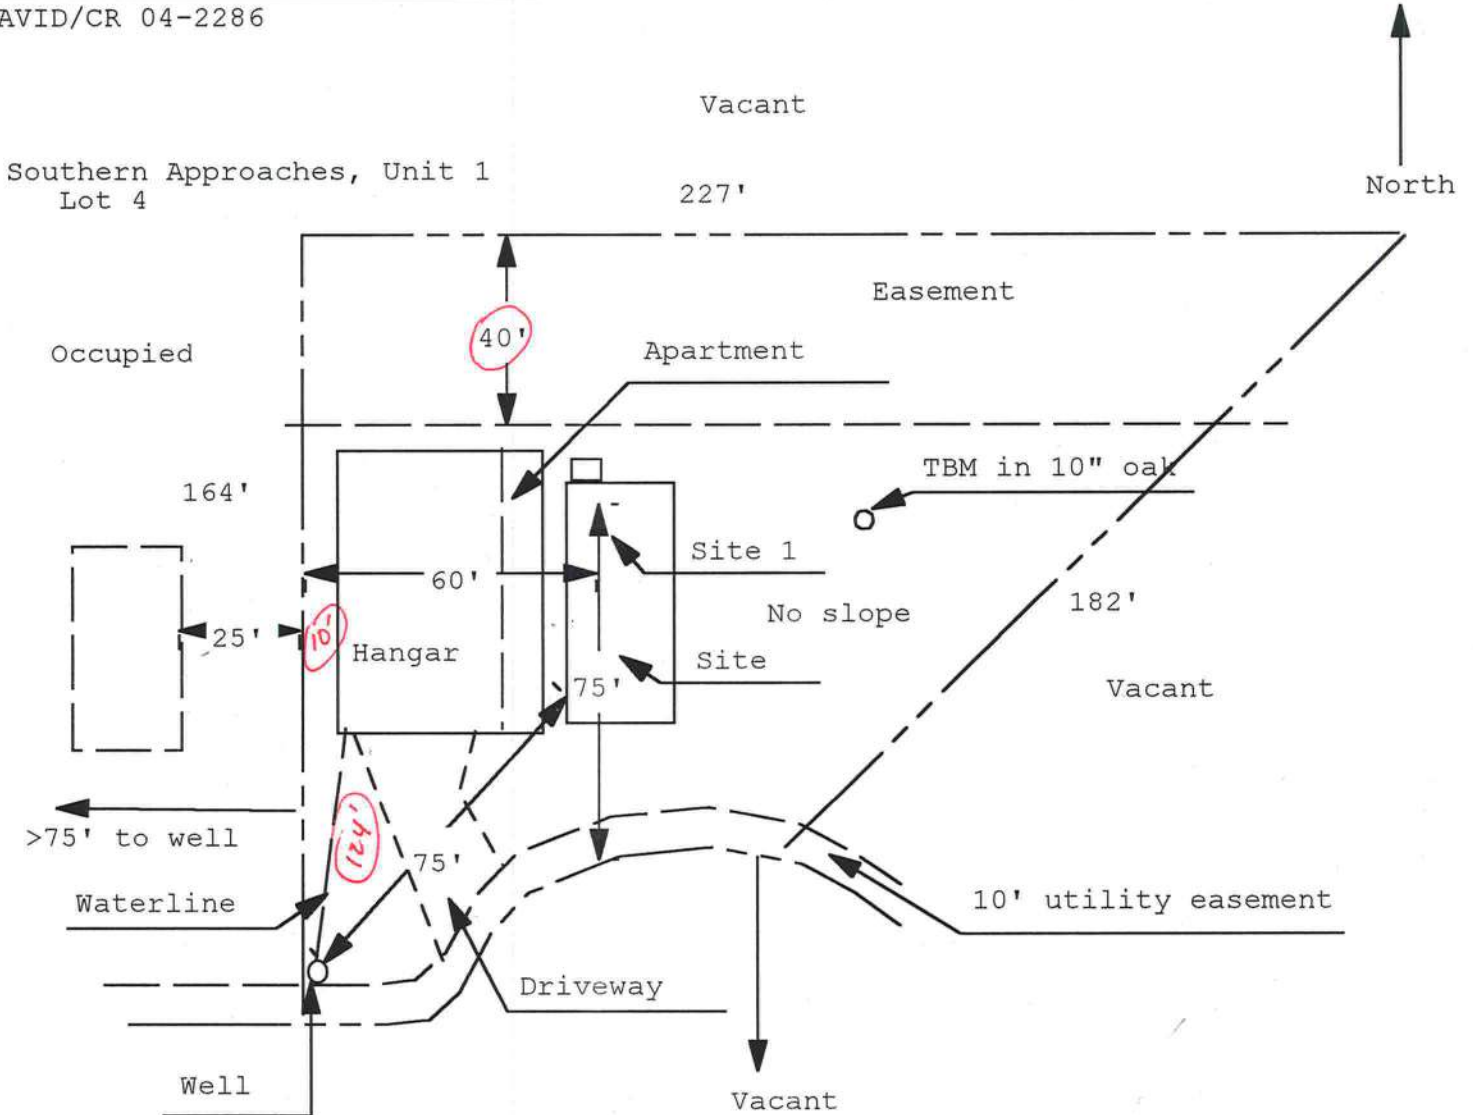 AVID/CR 04-2286
Vacant
North
Southern Approaches, Unit 1
Lot 4
227'
Easement
40'
Occupied
Apartment
TBM in 10" oak
164'
Site 1
60'
182'
No slope
25'
10'
Hangar
Site
75'
Vacant
>75' to well
124'
75'
Waterline
10' utility easement
Driveway
Well
Vacant